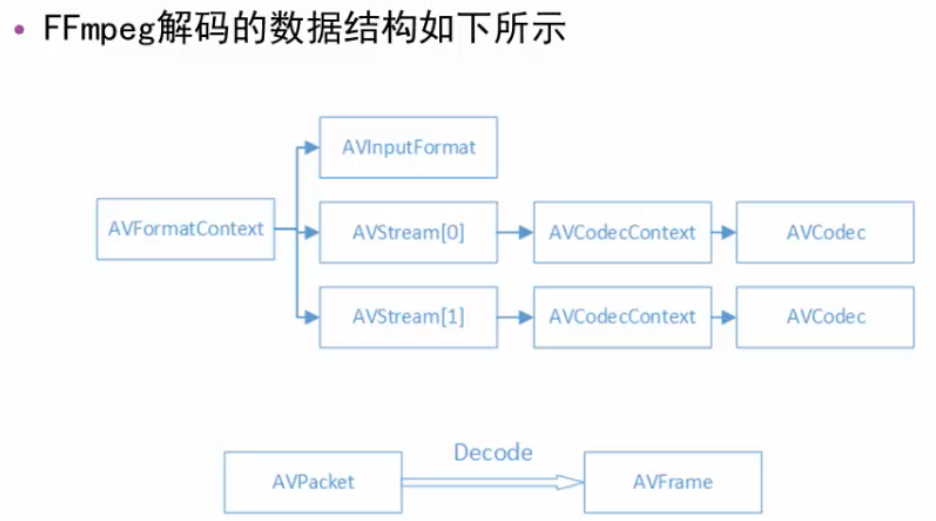 • FFmpeg解码的数据结构如下所示
AVInputFormat
AVFormatContext
AVStream[0]
AVCodecContext
AVCodec
AVStream[1]
AVCodecContext
AVCodec
Decode
AVPacket
AVFrame